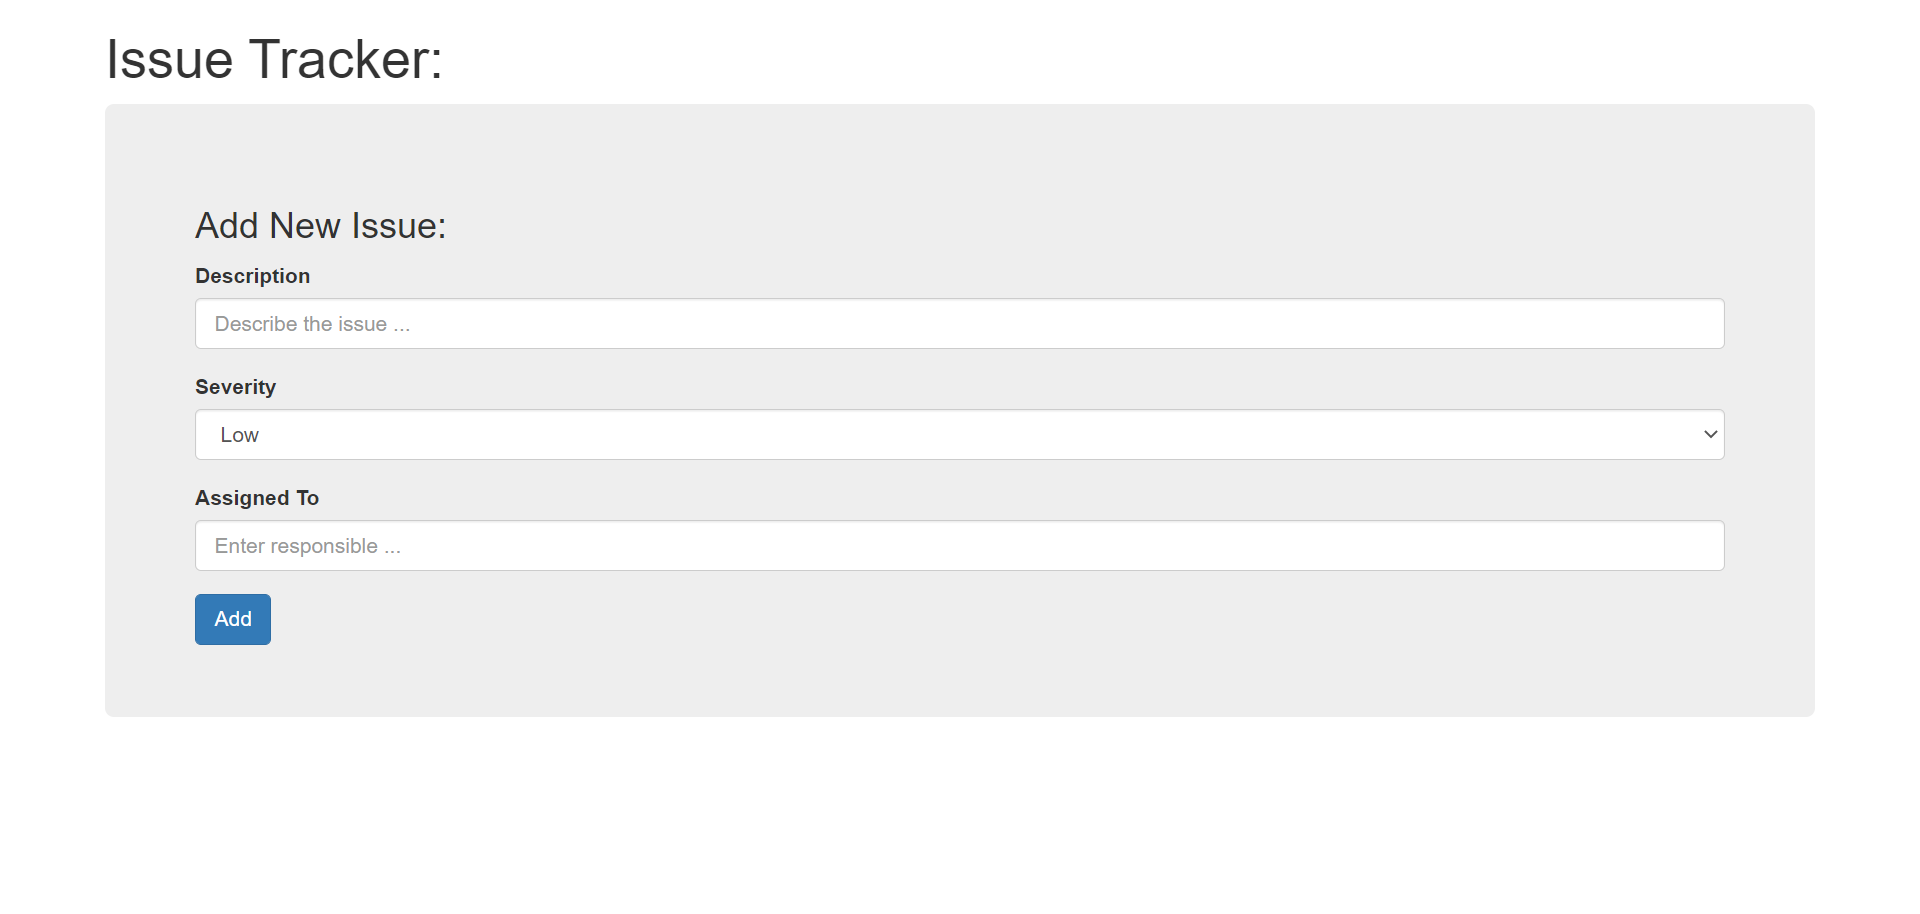 Issue Tracker:
Add New Issue:
Description
Describe the issue ...
Severity
Low
Assigned To
Enter responsible ...
Add